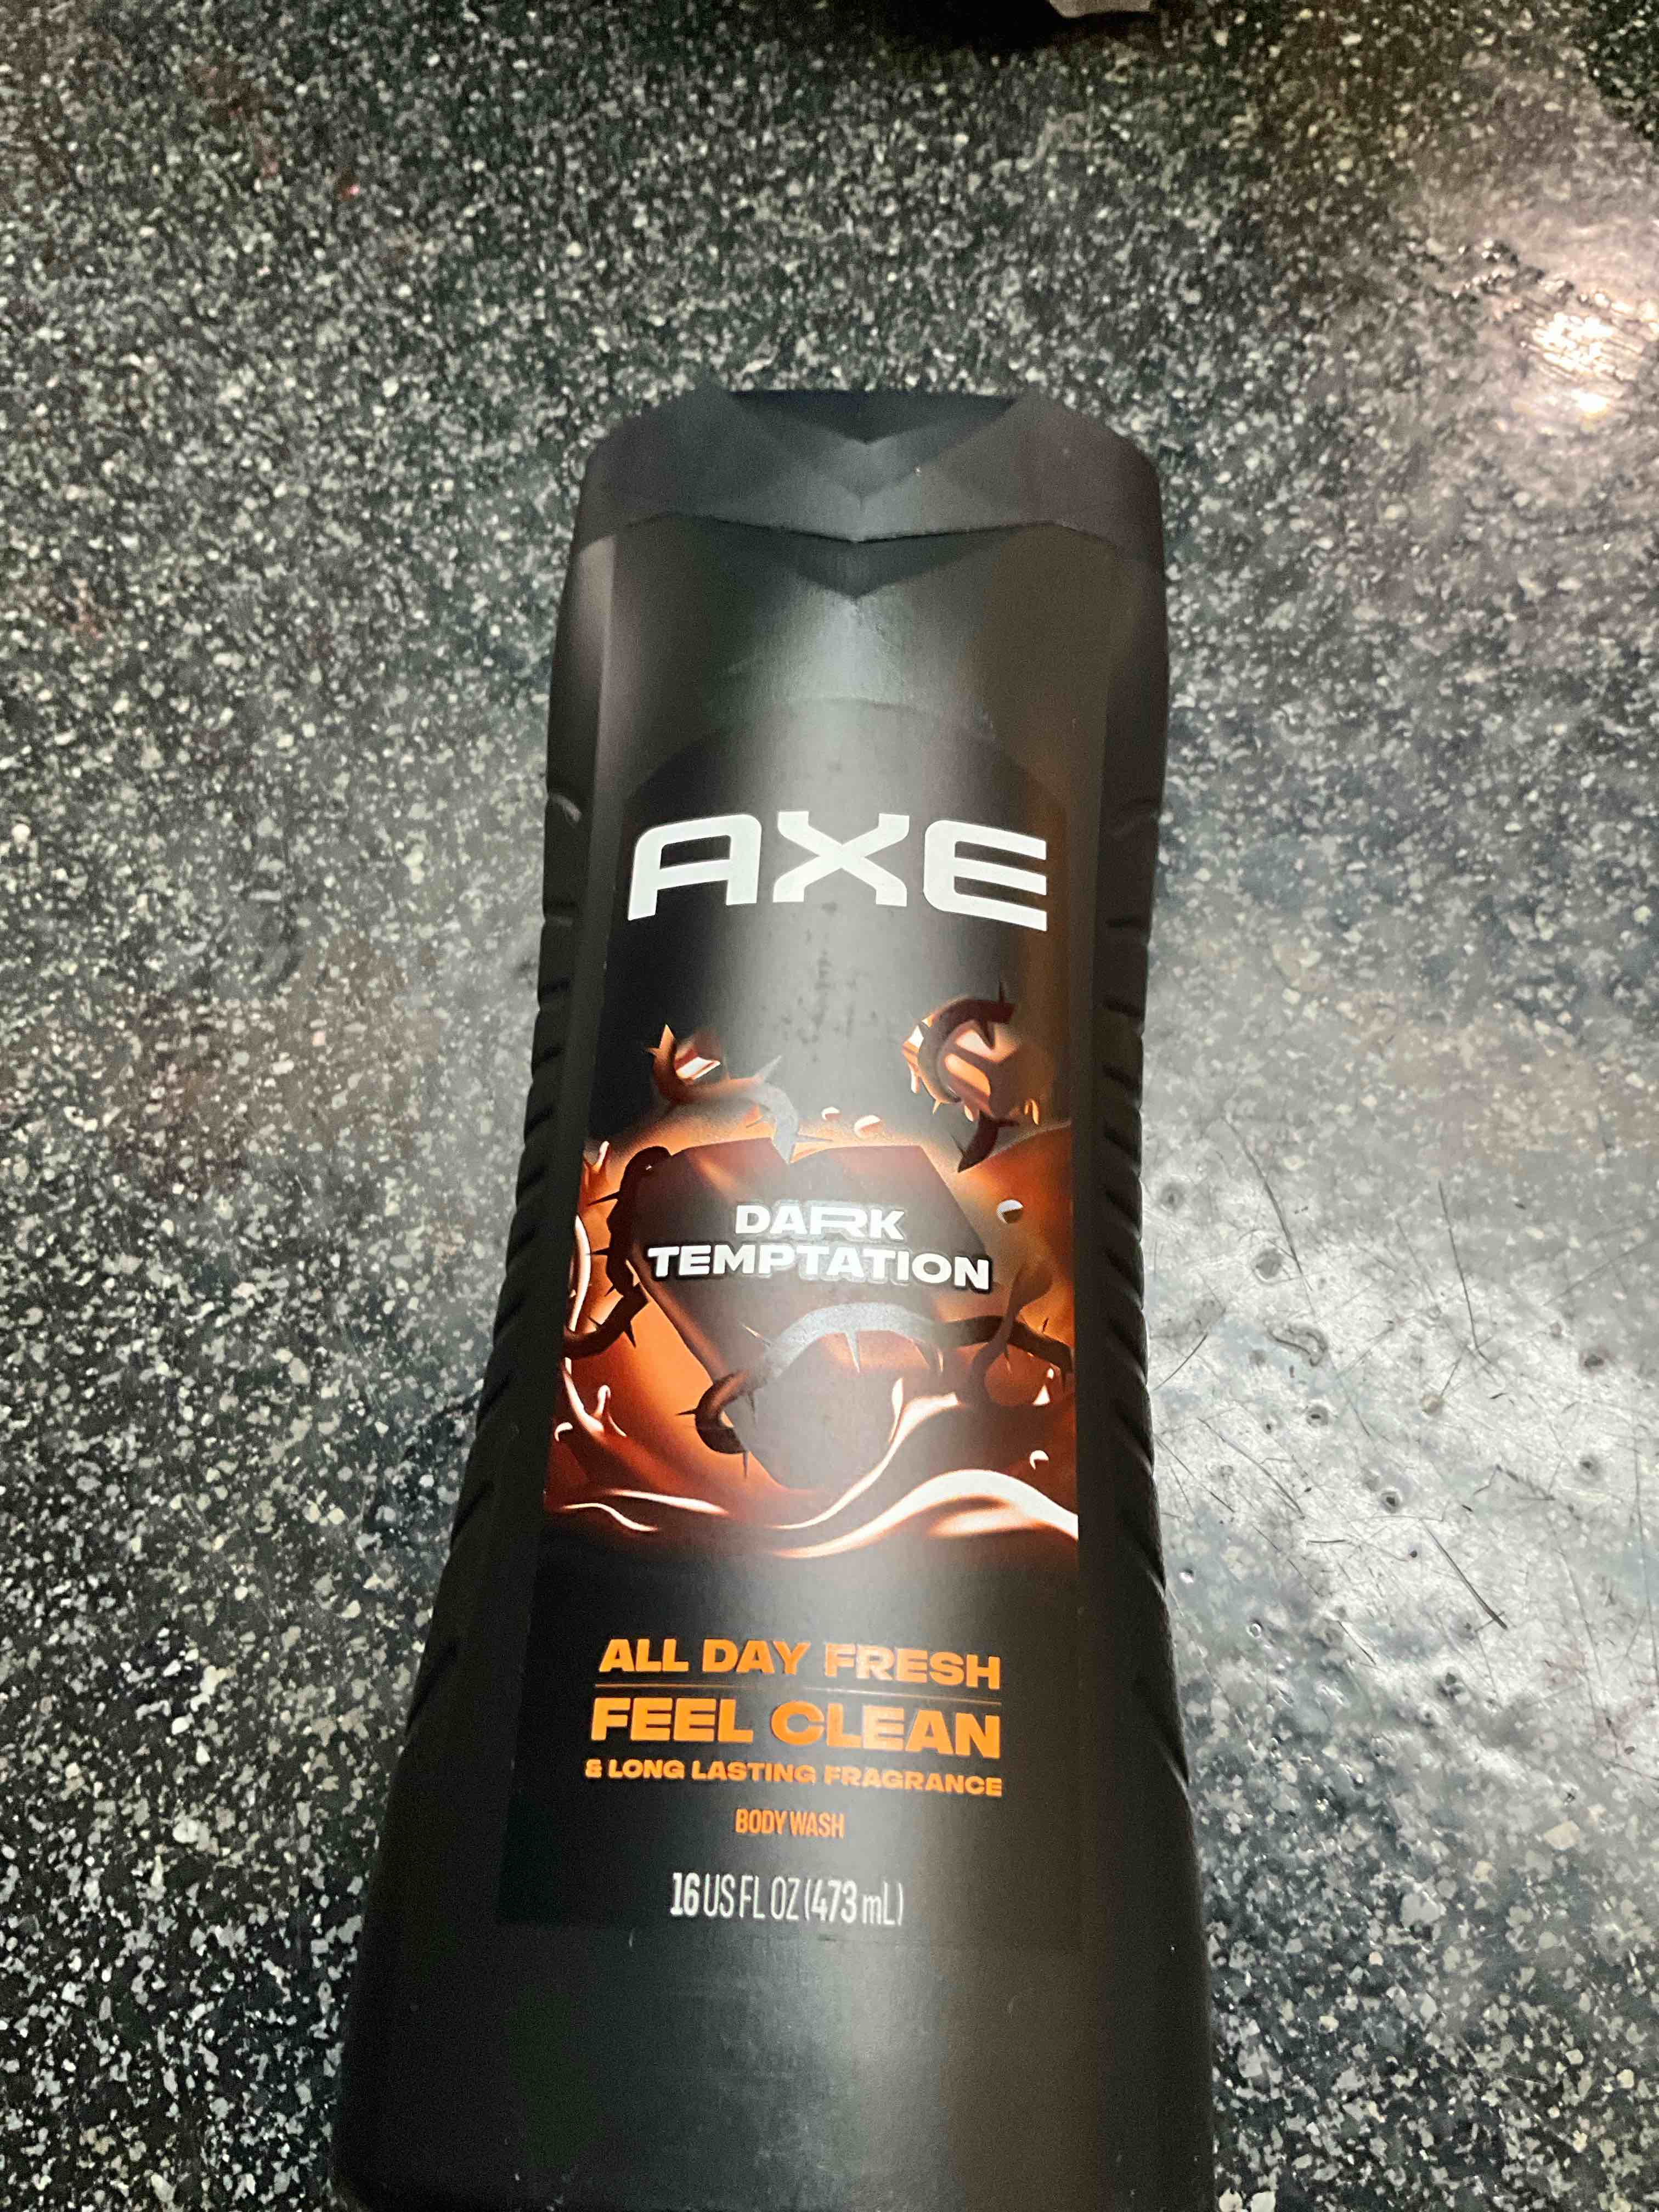 AXE
DARK
TEMPTATION
ALL DAY FRESH
FEEL CLEAN
& LONG LASTING FRAGRANCE
BODY WASH
16 US FL OZ (473 mL)